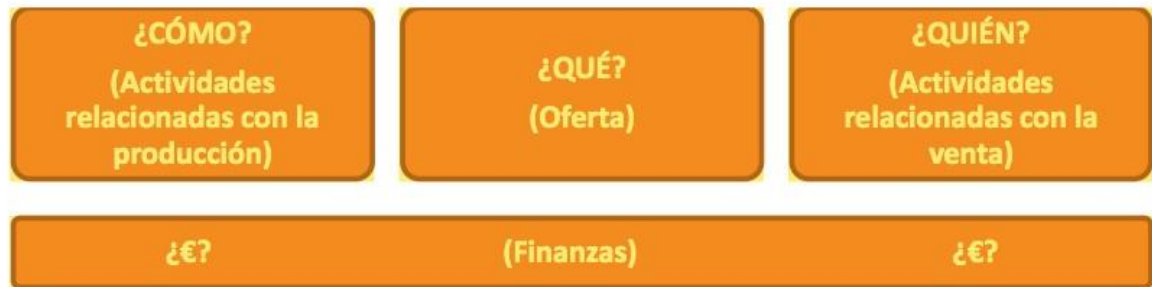 ¿CÓMO?
(Actividades
relacionadas con la
producción)
¿QUÉ?
(Oferta)
¿QUIÉN?
(Actividades
relacionadas con la
venta)
¿€? (Finanzas) ¿€?